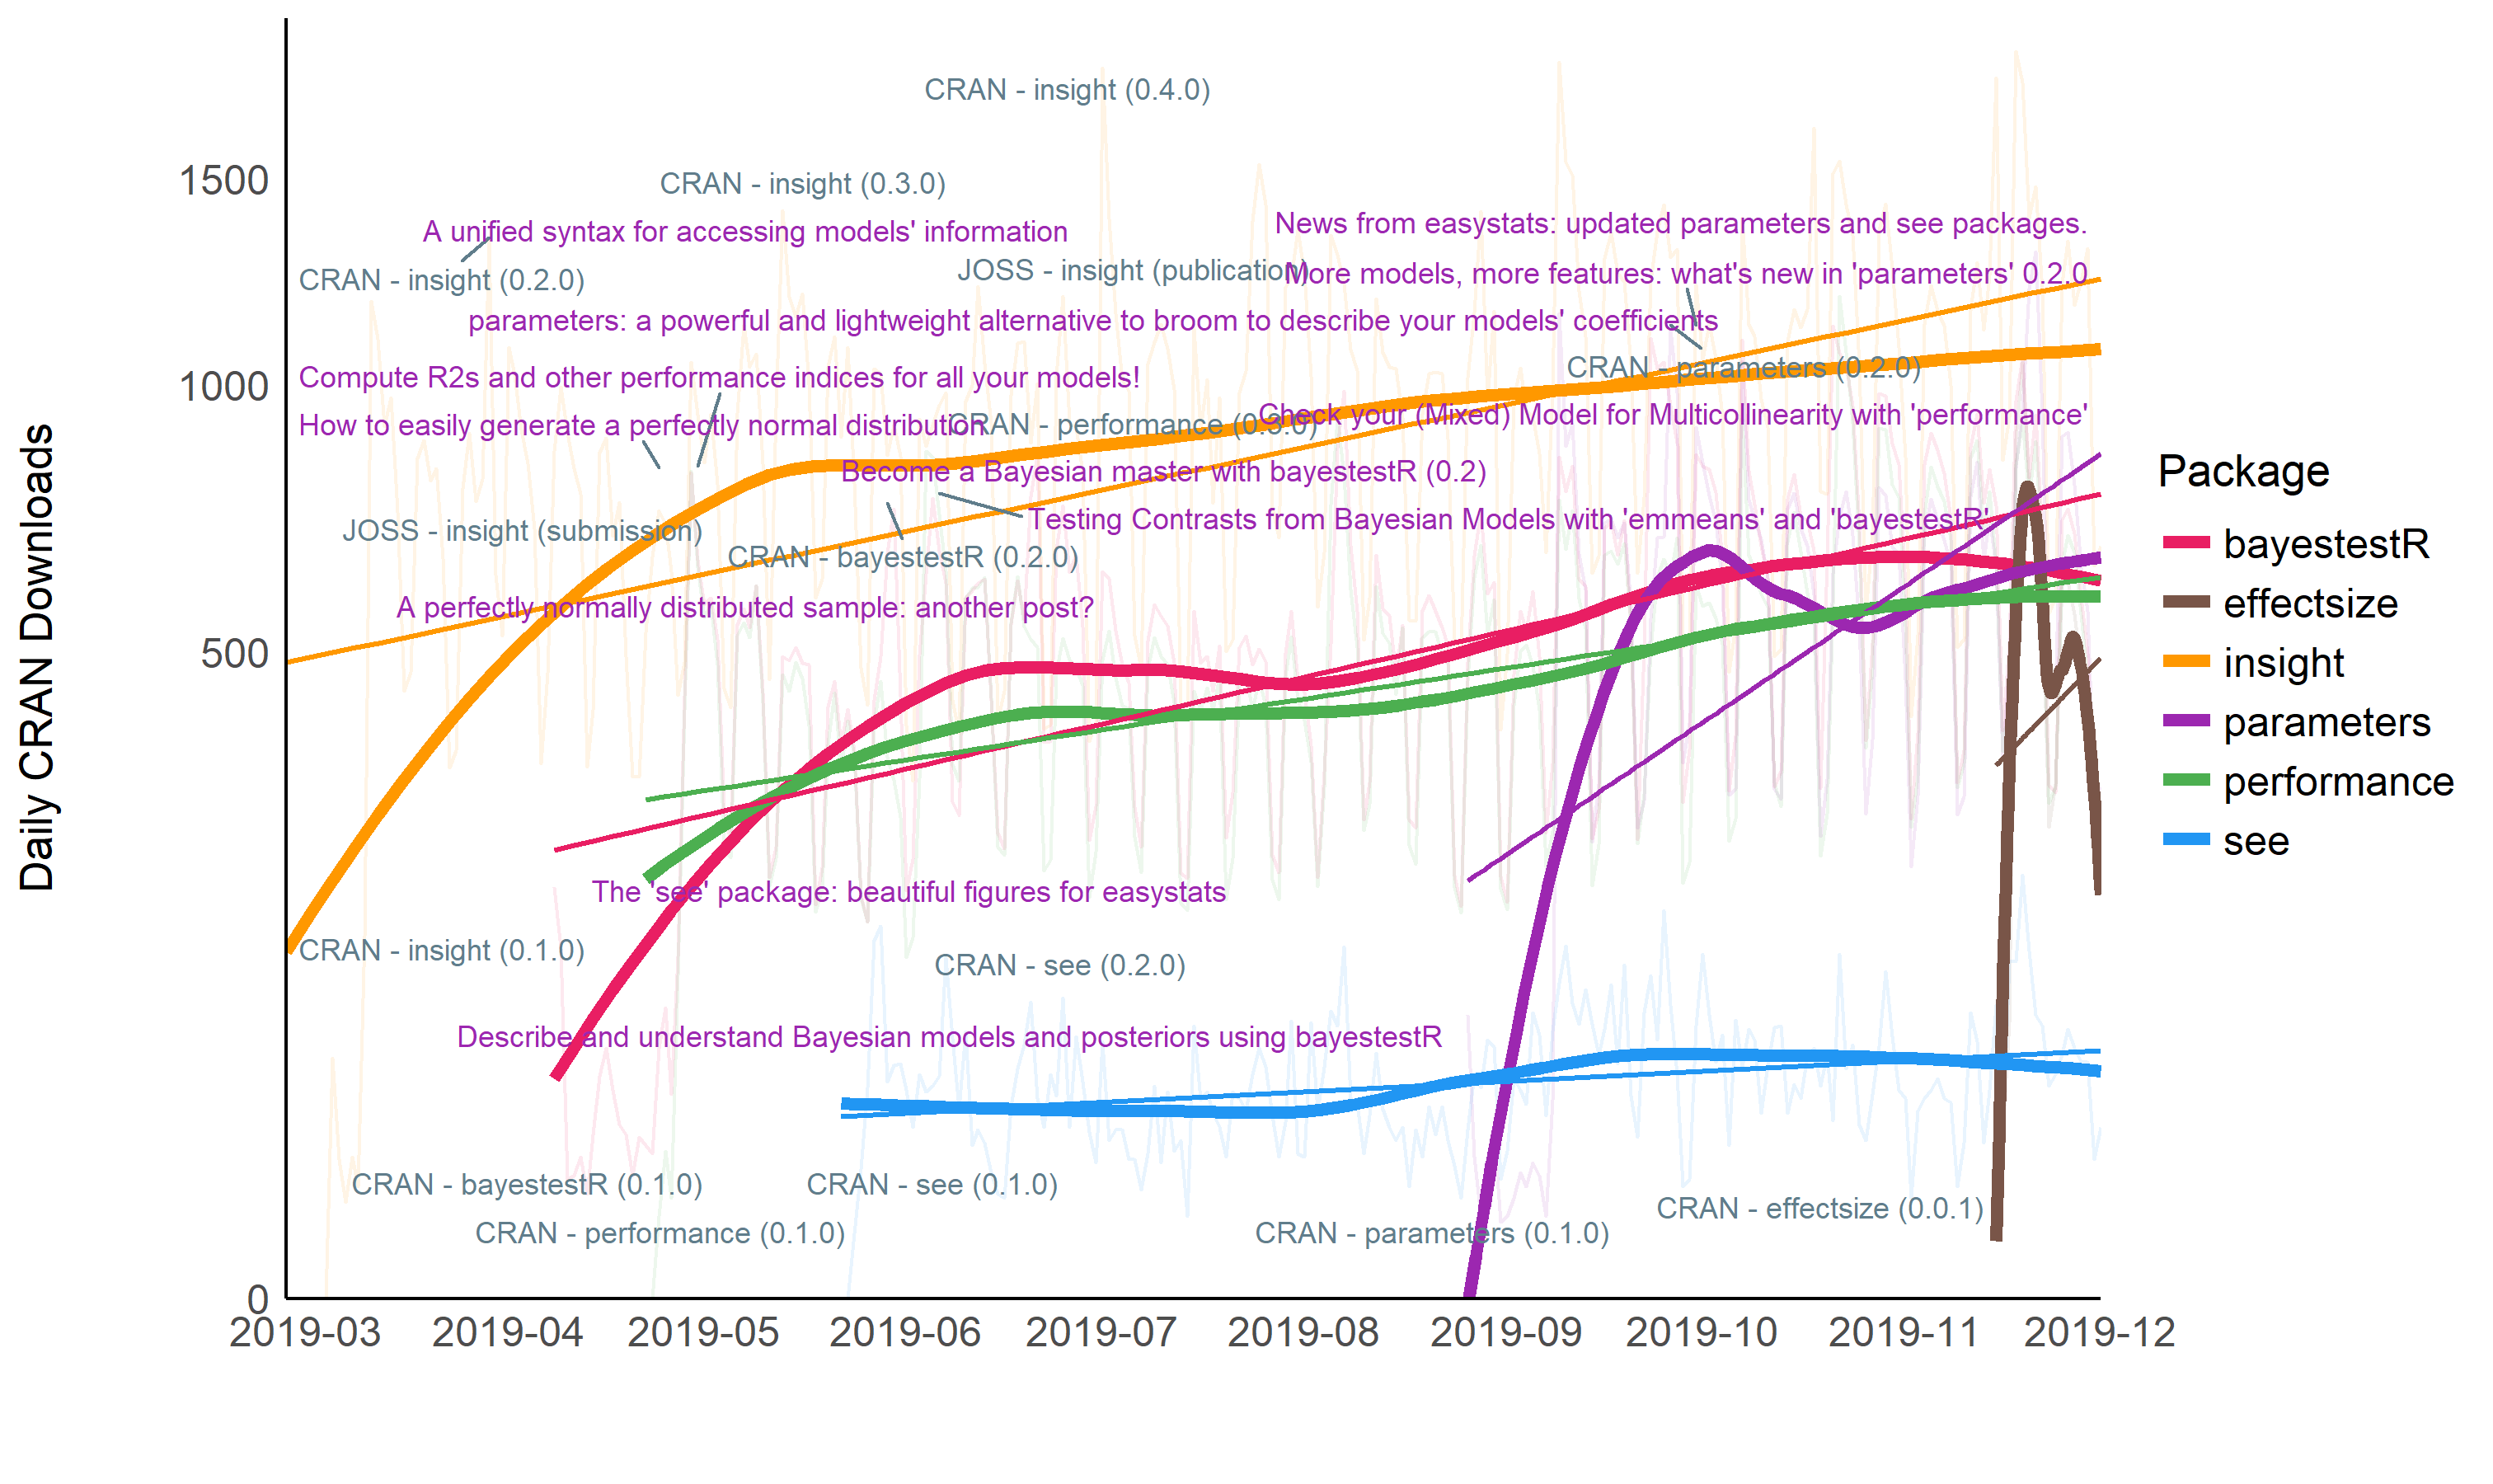 CRAN - insight (0.4.0)
1500
CRAN - insight (0.3.0)
A unified syntax for accessing models' information
News from easystats: updated parameters and see packages.
CRAN - insight (0.2.0)
JOSS - insight (publication)
More models, more features: what's new in 'parameters' 0.2.0
parameters: a powerful and lightweight alternative to broom to describe your models' coefficients
1000
Compute R2s and other performance indices for all your models!
CRAN - parameters (0.2.0)
How to easily generate a perfectly normal distribution
CRAN - performance (0.3.0)
Check your (Mixed) Model for Multicollinearity with 'performance'
Become a Bayesian master with bayestestR (0.2)
JOSS - insight (submission)
Testing Contrasts from Bayesian Models with 'emmeans' and 'bayestestR'
CRAN - bayestestR (0.2.0)
A perfectly normally distributed sample: another post?
500
The 'see' package: beautiful figures for easystats
CRAN - insight (0.1.0)
CRAN - see (0.2.0)
Describe and understand Bayesian models and posteriors using bayestestR
CRAN - bayestestR (0.1.0)
CRAN - see (0.1.0)
CRAN - effectsize (0.0.1)
CRAN - performance (0.1.0)
CRAN - parameters (0.1.0)
0
2019-03
2019-04
2019-05
2019-06
2019-07
2019-08
2019-09
2019-10
2019-11
2019-12
Daily CRAN Downloads
Package
bayestestR
effectsize
insight
parameters
performance
see